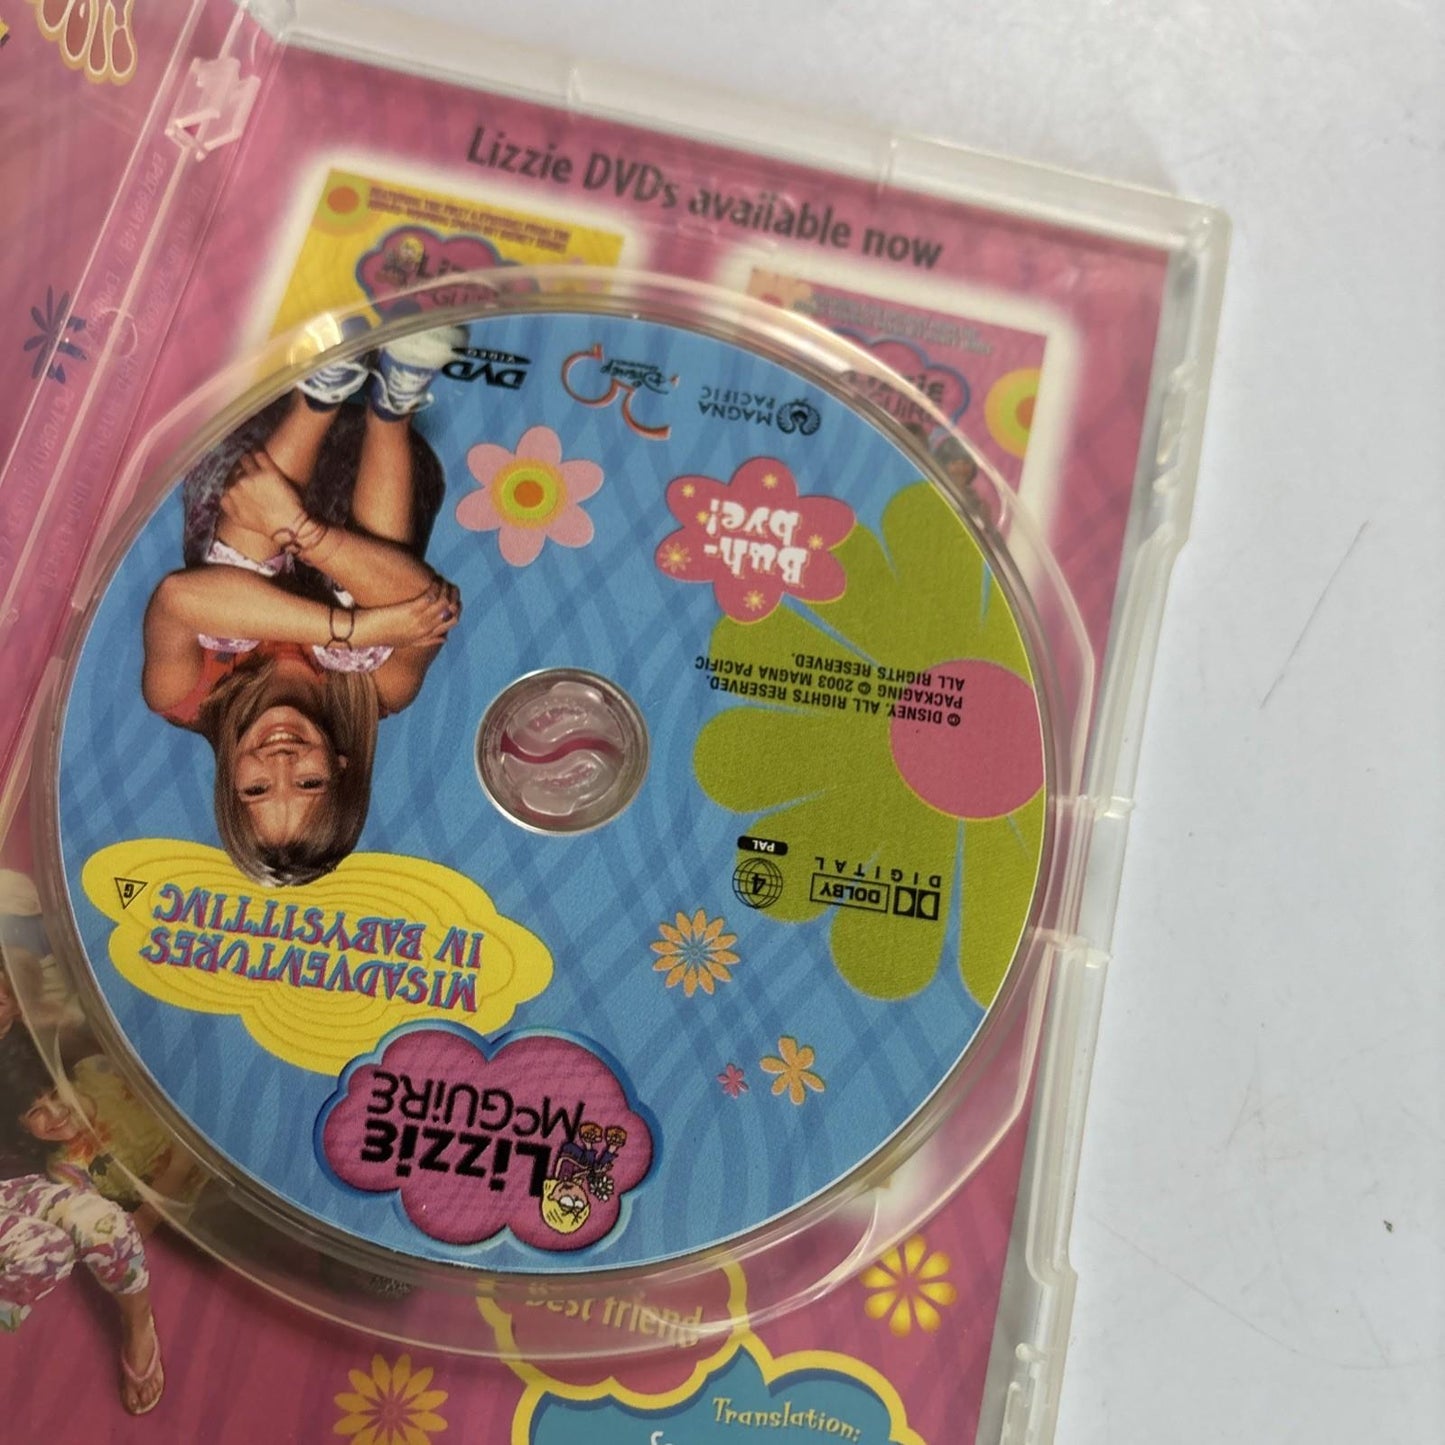 Lizzie DVDs available now
LiZZiE
McGUiRE
MISADVENTURES
IN BABYSITTING
G
DOLBY
DIGITAL
4
PAL
© DISNEY. ALL RIGHTS RESERVED.
PACKAGING © 2003 MAGNA PACIFIC
ALL RIGHTS RESERVED.
Buh-
bye!
MAGNA
PACIFIC
Disney
DVD
VIDEO
Best friend
Translation: